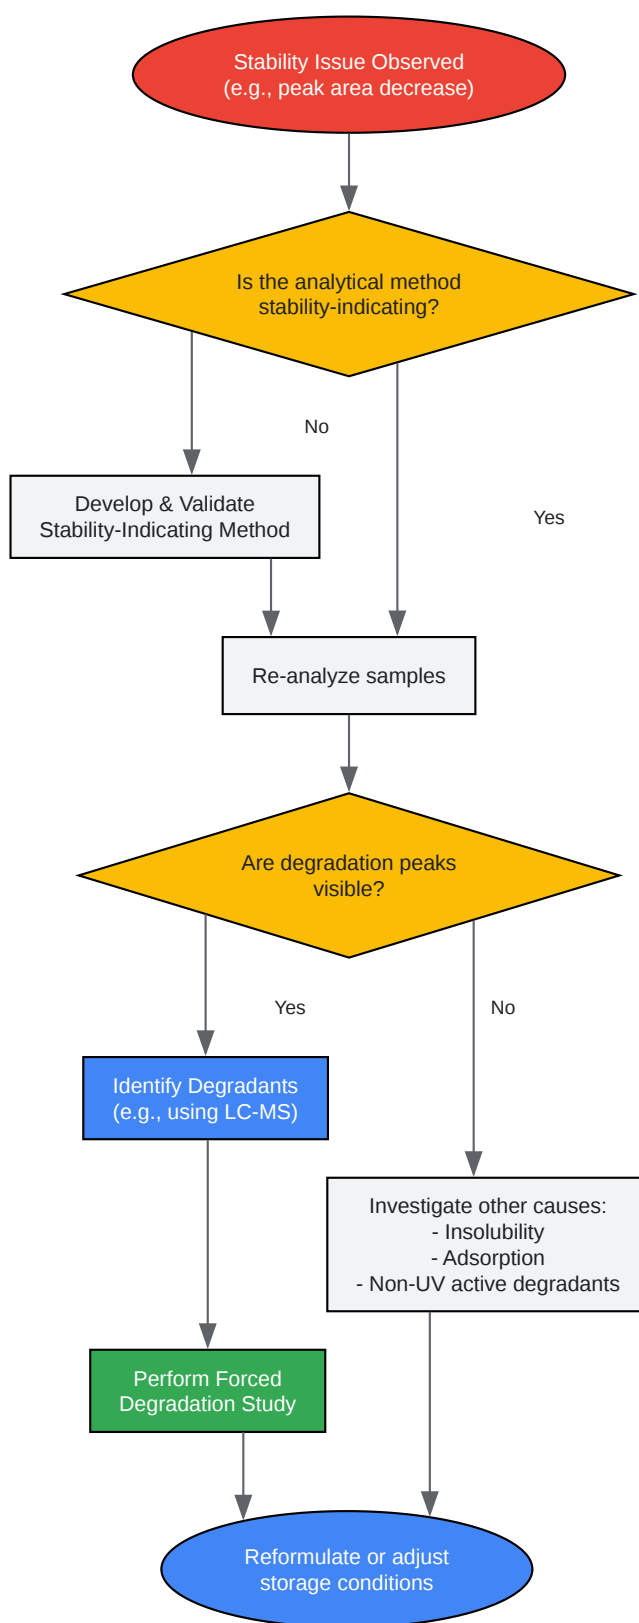 Stability Issue Observed
(e.g., peak area decrease)
Is the analytical method
stability-indicating?
No
Develop & Validate
Stability-Indicating Method
Yes
Re-analyze samples
Are degradation peaks
visible?
Yes
No
Identify Degradants
(e.g., using LC-MS)
Investigate other causes:
- Insolubility
- Adsorption
- Non-UV active degradants
Perform Forced
Degradation Study
Reformulate or adjust
storage conditions